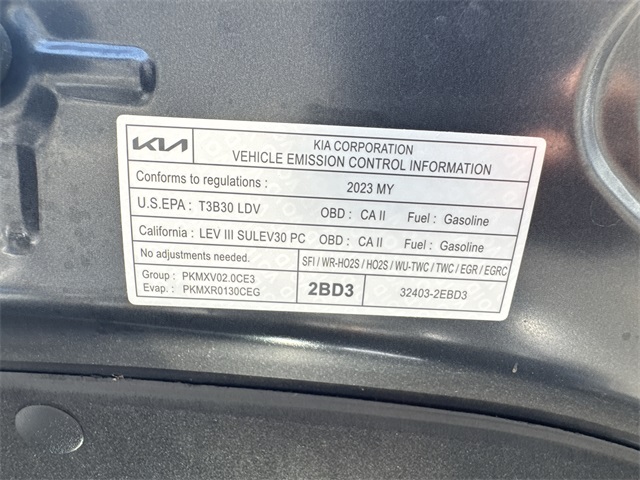 KIA
KIA CORPORATION
VEHICLE EMISSION CONTROL INFORMATION
Conforms to regulations : 2023 MY
U.S.EPA : T3B30 LDV OBD : CA II Fuel : Gasoline
California : LEV III SULEV30 PC OBD : CA II Fuel : Gasoline
No adjustments needed. SFI / WR-HO2S / HO2S / WU-TWC / TWC / EGR / EGRC
Group : PKMXV02.0CE3
Evap. : PKMXR0130CEG
2BD3
32403-2EBD3